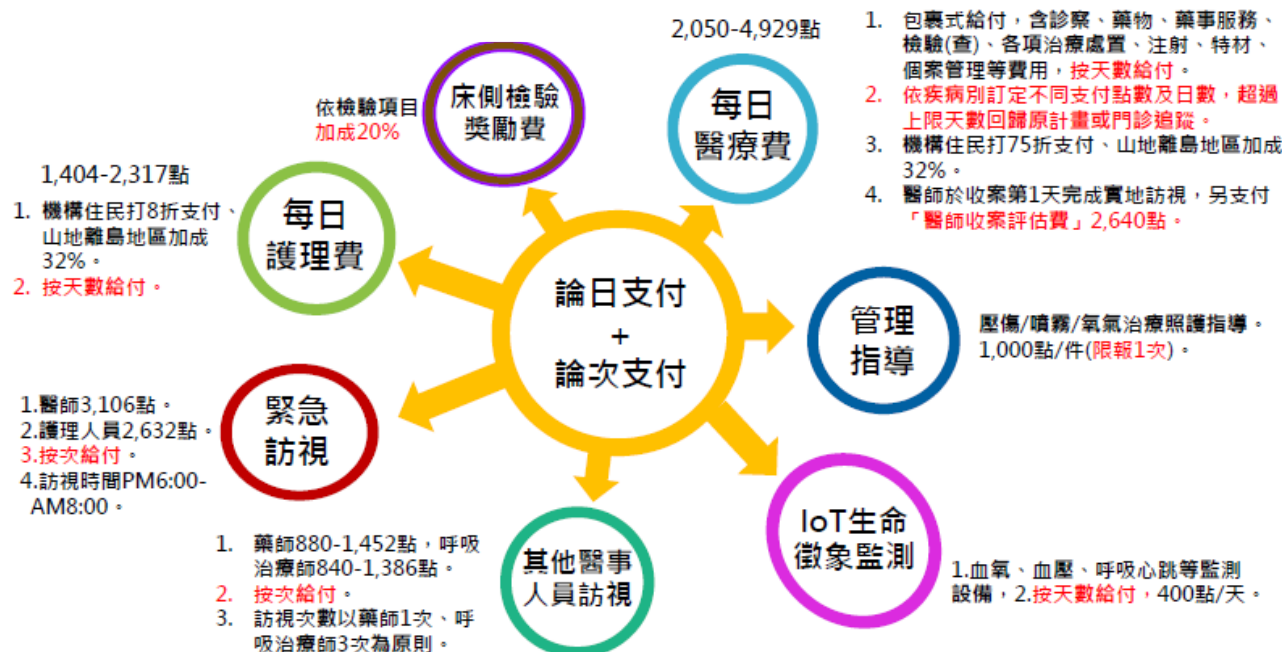 2,050-4,929點
1. 包裹式給付，含診察、藥物、藥事服務、
檢驗(查)、各項治療處置、注射、特材、
個案管理等費用，按天數給付。
2. 依疾病別訂定不同支付點數及日數，超過
上限天數回歸原計畫或門診追蹤。
3. 機構住民打75折支付、山地離島地區加成
32%。
4. 醫師於收案第1天完成實地訪視，另支付
「醫師收案評估費」2,640點。
每日
醫療費
依檢驗項目
加成20%
床側檢驗
獎勵費
1,404-2,317點
1. 機構住民打8折支付、
山地離島地區加成
32%。
2. 按天數給付。
每日
護理費
論日支付
+
論次支付
管理
指導
壓傷/噴霧/氧氣治療照護指導。
1,000點/件(限報1次)。
1.醫師3,106點。
2.護理人員2,632點。
3.按次給付。
4.訪視時間PM6:00-
AM8:00。
緊急
訪視
1. 藥師880-1,452點，呼吸
治療師840-1,386點。
2. 按次給付。
3. 訪視次數以藥師1次、呼
吸治療師3次為原則。
其他醫事
人員訪視
IoT生命
徵象監測
1.血氧、血壓、呼吸心跳等監測
設備，2.按天數給付，400點/天。